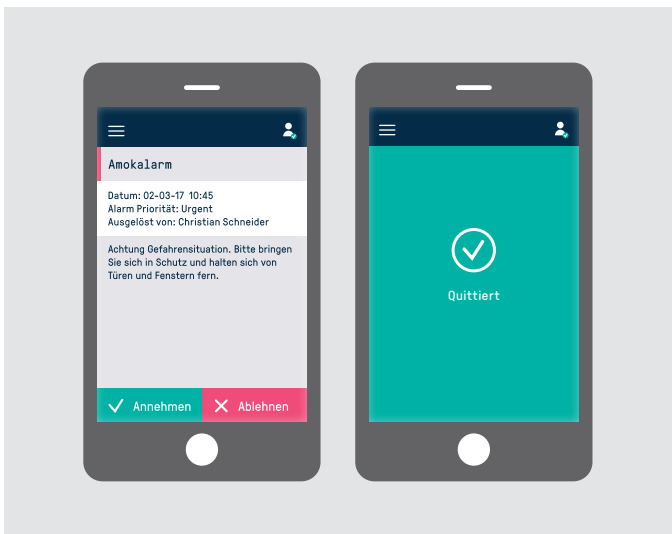 Amokalarm
Datum: 02-03-17 10:45
Alarm Priorität: Urgent
Ausgelöst von: Christian Schneider
Achtung Gefahrensituation. Bitte bringen
Sie sich in Schutz und halten sich von
Türen und Fenstern fern.
Annehmen
Ablehnen
Quittiert